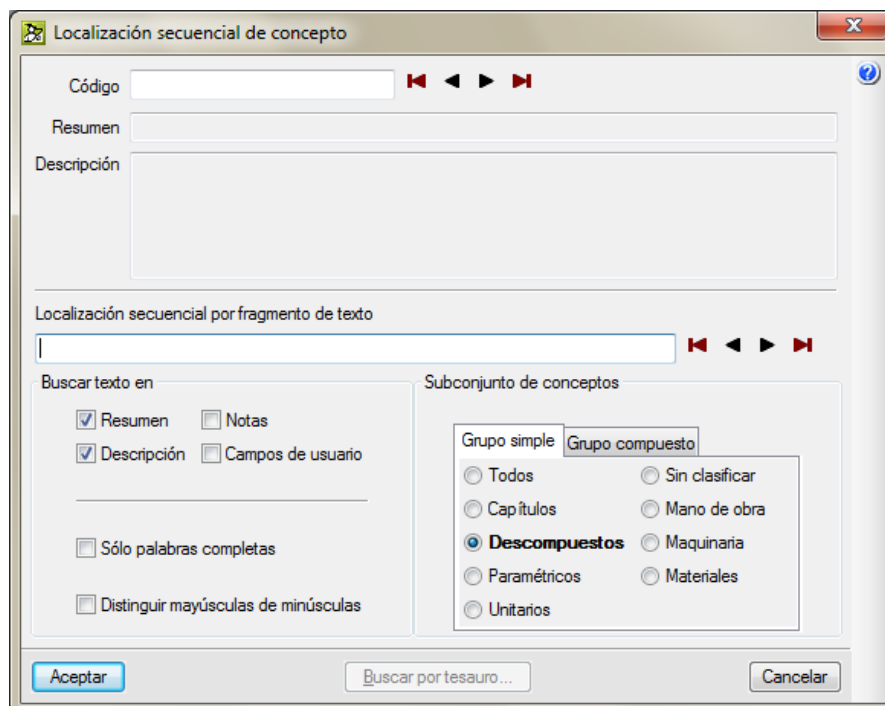 Localización secuencial de concepto
Código
Resumen
Descripción
Localización secuencial por fragmento de texto
Buscar texto en
Resumen Notas
Descripción Campos de usuario
Sólo palabras completas
Distinguir mayúsculas de minúsculas
Subconjunto de conceptos
Grupo simple Grupo compuesto
Todos Sin clasificar
Capítulos Mano de obra
Descompuestos Maquinaria
Paramétricos Materiales
Unitarios
Aceptar Buscar por tesauro... Cancelar